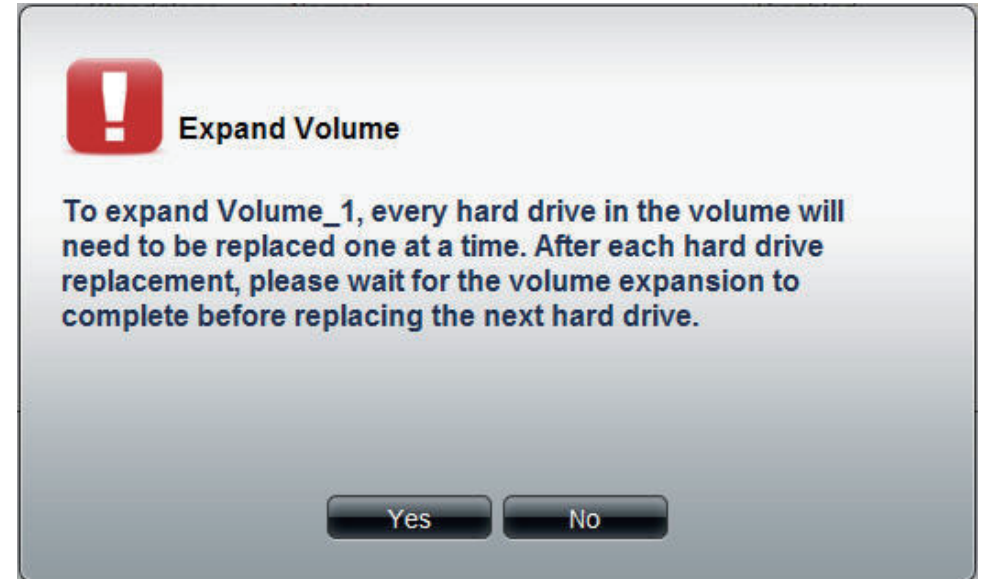 Expand Volume
To expand Volume_1, every hard drive in the volume will
need to be replaced one at a time. After each hard drive
replacement, please wait for the volume expansion to
complete before replacing the next hard drive.
Yes No